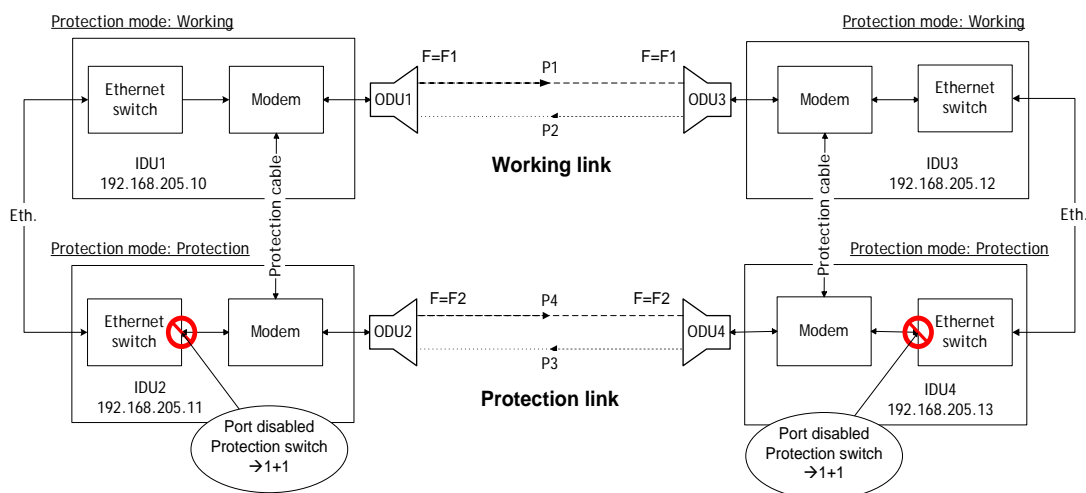 Protection mode: Working
Protection mode: Working
F=F1
F=F1
P1
Ethernet
switch
Modem
ODU1
ODU3
Modem
Ethernet
switch
P2
IDU1
192.168.205.10
Working link
IDU3
192.168.205.12
Protection cable
Protection cable
Eth.
Eth.
Protection mode: Protection
Protection mode: Protection
F=F2
P4
F=F2
Ethernet
switch
Modem
ODU2
ODU4
Modem
Ethernet
switch
P3
IDU2
192.168.205.11
Protection link
IDU4
192.168.205.13
Port disabled
Protection switch
→1+1
Port disabled
Protection switch
→1+1